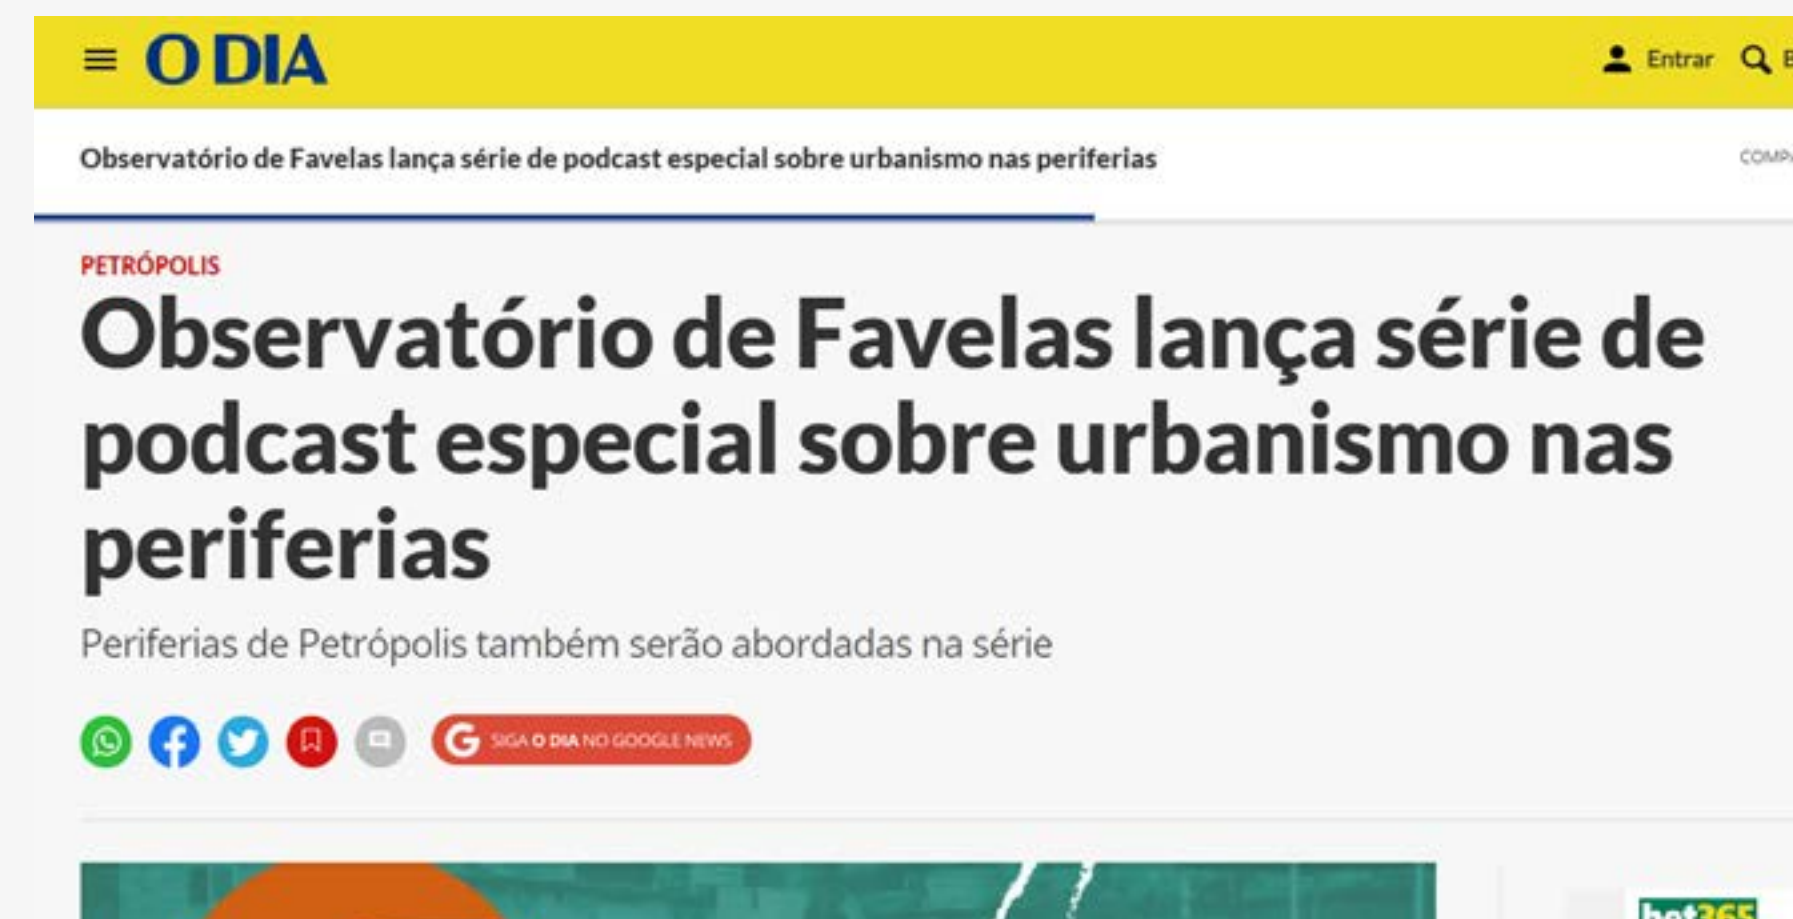 O DIA
Entrar
Observatório de Favelas lança série de podcast especial sobre urbanismo nas periferias
PETRÓPOLIS
Observatório de Favelas lança série de
podcast especial sobre urbanismo nas
periferias
Periferias de Petrópolis também serão abordadas na série
SIGA O DIA NO GOOGLE NEWS
bet365